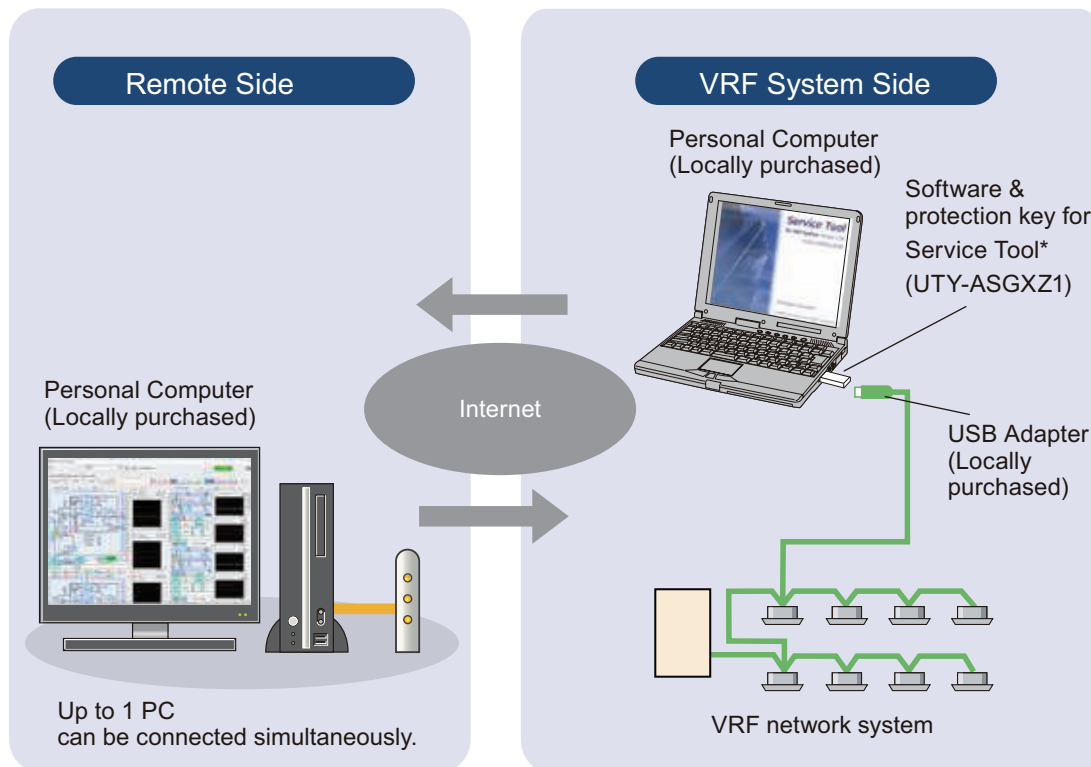 Remote Side
Personal Computer
(Locally purchased)
Up to 1 PC
can be connected simultaneously.
Internet
VRF System Side
Personal Computer
(Locally purchased)
Service Tool
Software &
protection key for
Service Tool*
(UTY-ASGXZ1)
USB Adapter
(Locally
purchased)
VRF network system